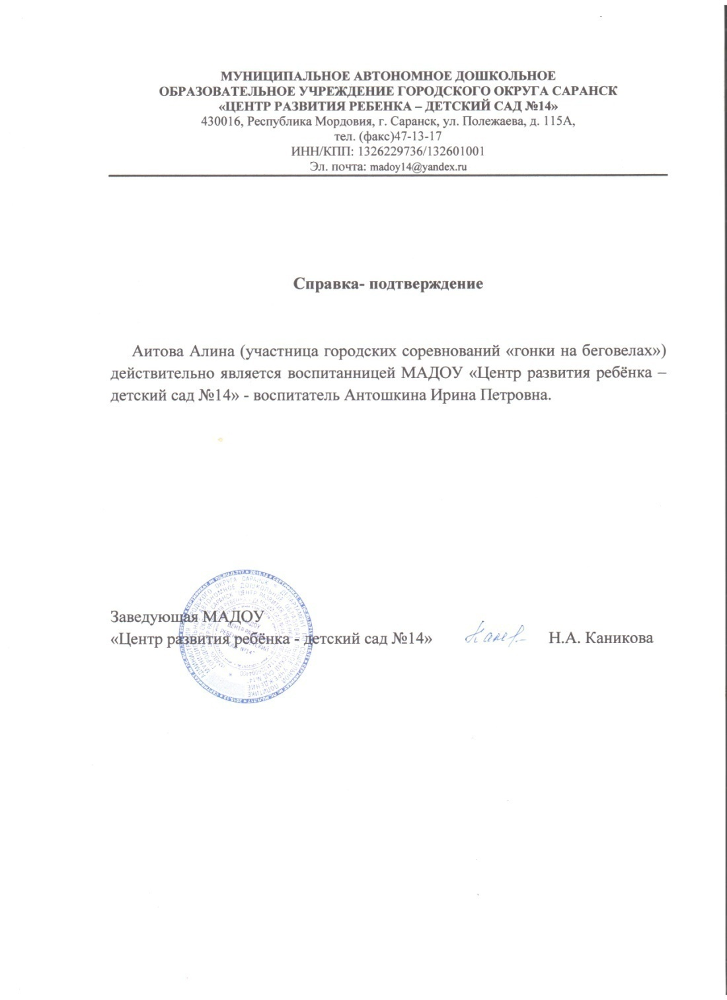 МУНИЦИПАЛЬНОЕ АВТОНОМНОЕ ДОШКОЛЬНОЕ
ОБРАЗОВАТЕЛЬНОЕ УЧРЕЖДЕНИЕ ГОРОДСКОГО ОКРУГА САРАНСК
«ЦЕНТР РАЗВИТИЯ РЕБЕНКА – ДЕТСКИЙ САД №14»
430016, Республика Мордовия, г. Саранск, ул. Полежаева, д. 115А,
тел. (факс)47-13-17
ИНН/КПП: 1326229736/132601001
Эл. почта: madoy14@yandex.ru
Справка- подтверждение
Аитова Алина (участница городских соревнований «гонки на беговелах»)
действительно является воспитанницей МАДОУ «Центр развития ребёнка –
детский сад №14» - воспитатель Антошкина Ирина Петровна.
Заведующая МАДОУ
«Центр развития ребёнка - детский сад №14» Н.А. Каникова